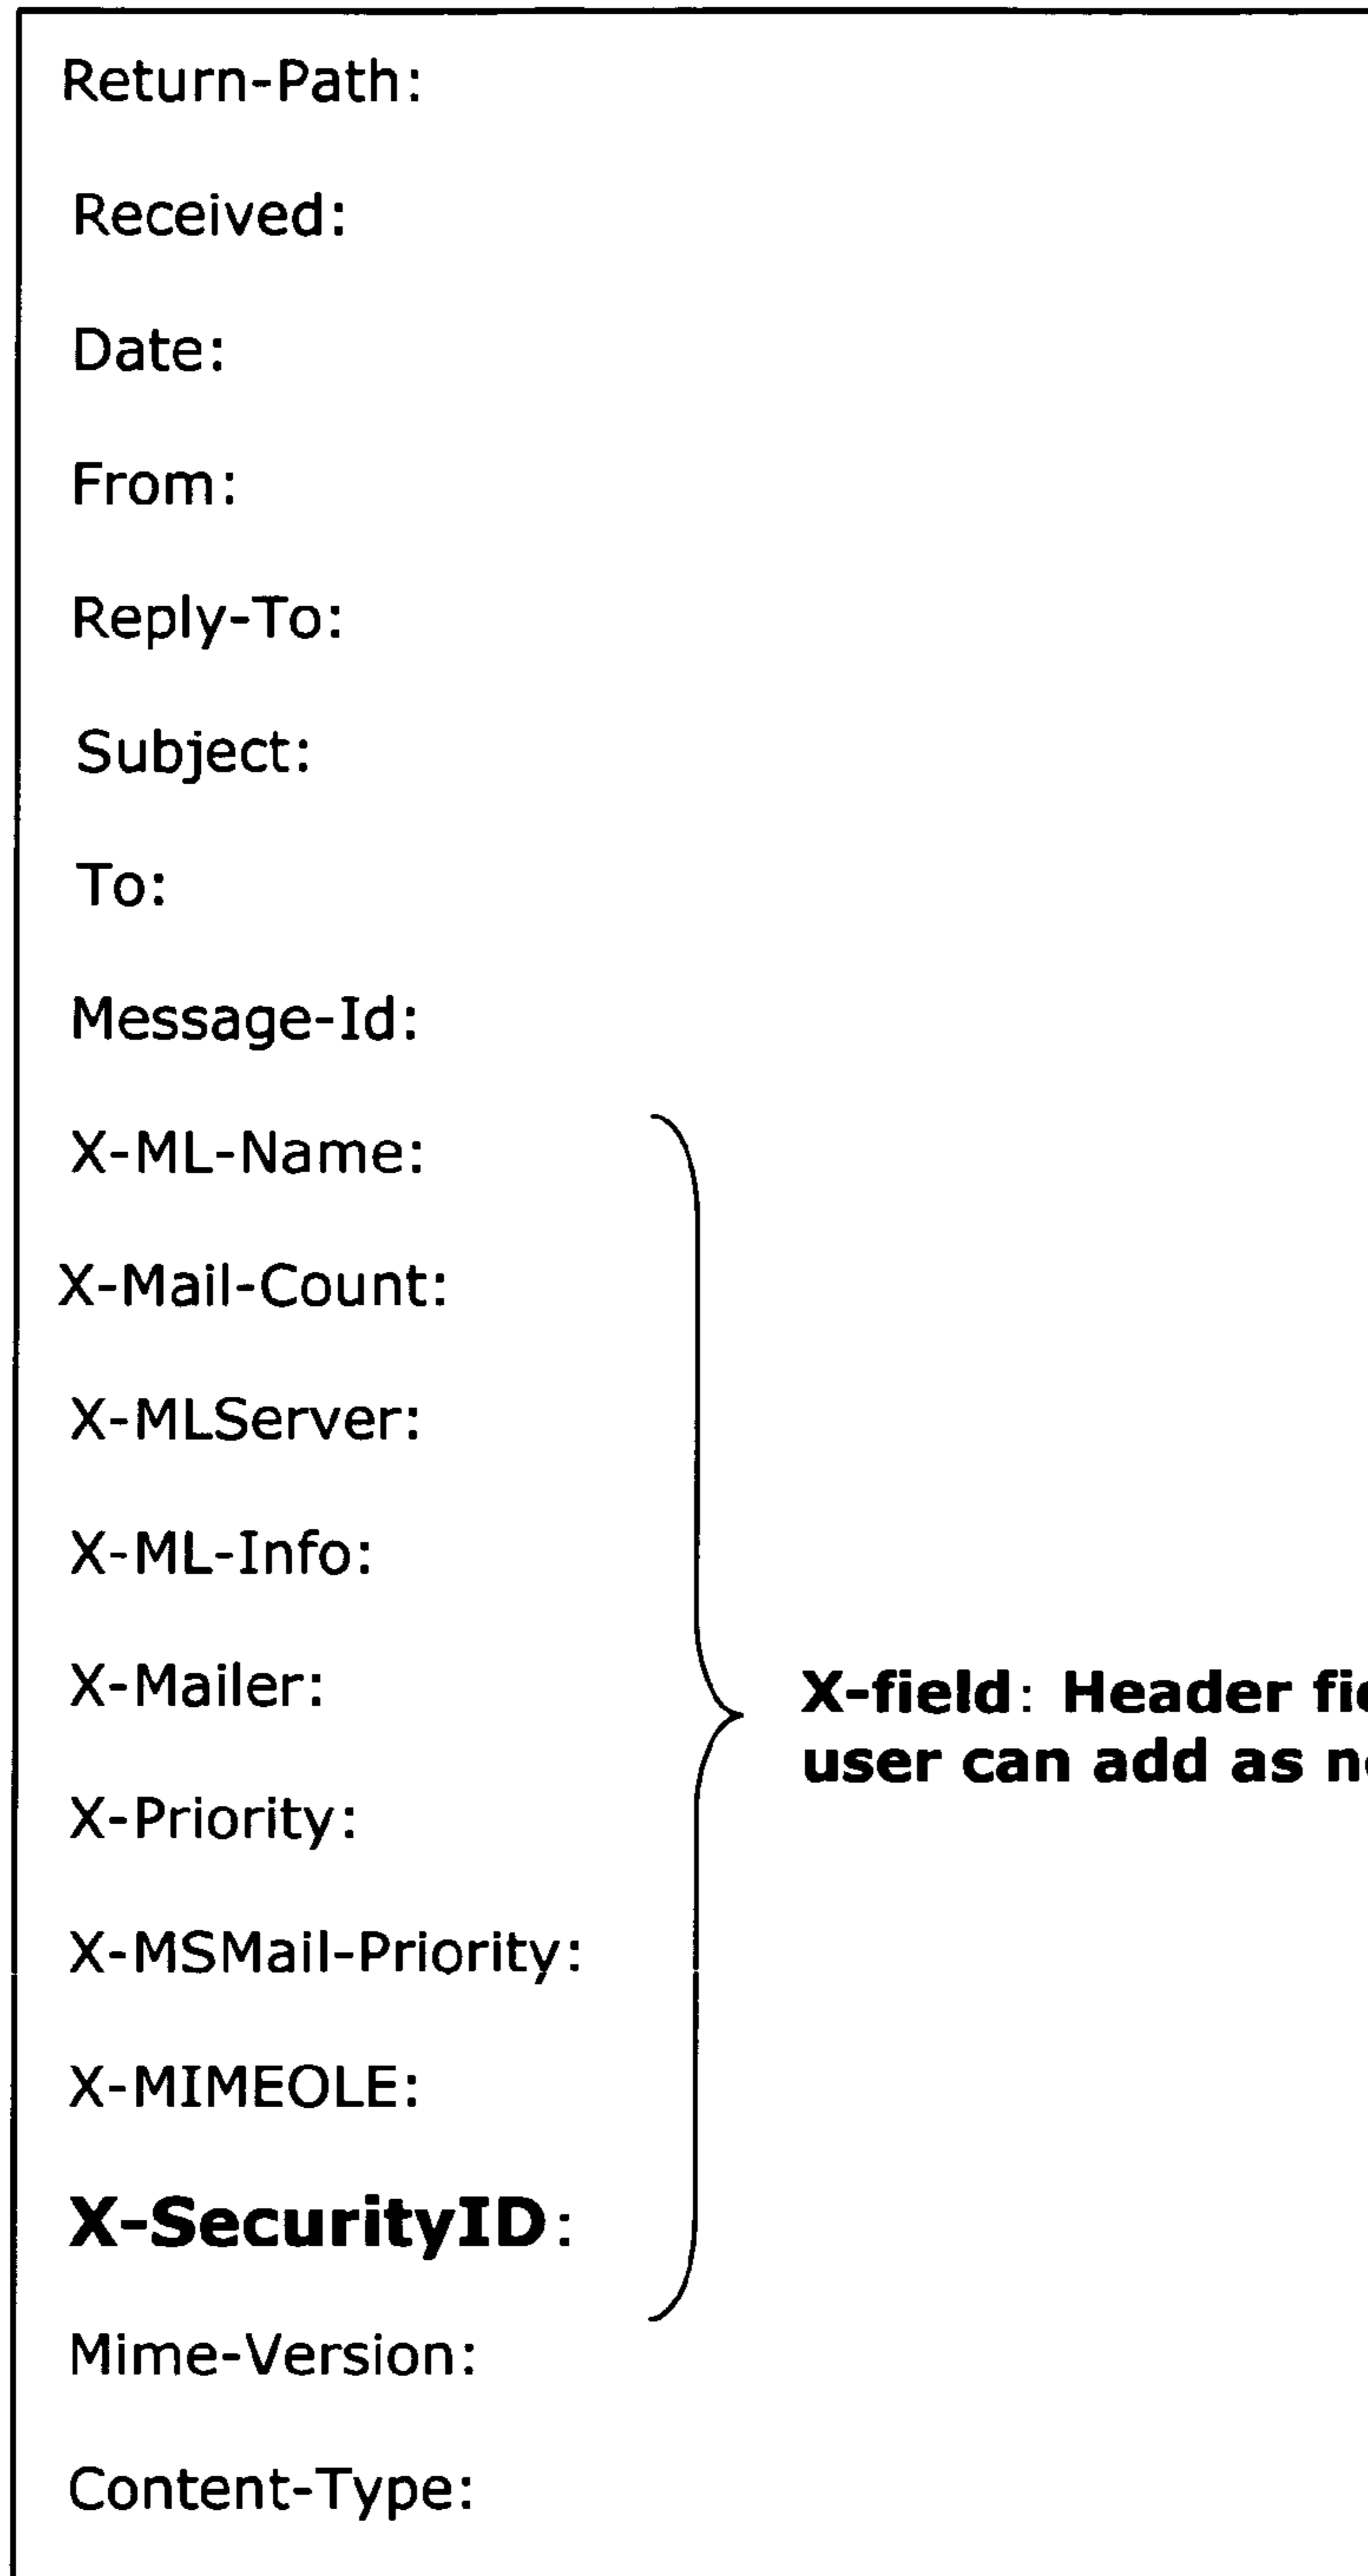 Return-Path:
Received:
Date:
From:
Reply-To:
Subject:
To:
Message-Id:
X-ML-Name:
X-Mail-Count:
X-MLServer:
X-ML-Info:
X-Mailer:
X-Priority:
X-MSMail-Priority:
X-MIMEOLE:
X-SecurityID:
Mime-Version:
Content-Type:
X-field: Header
user can add as